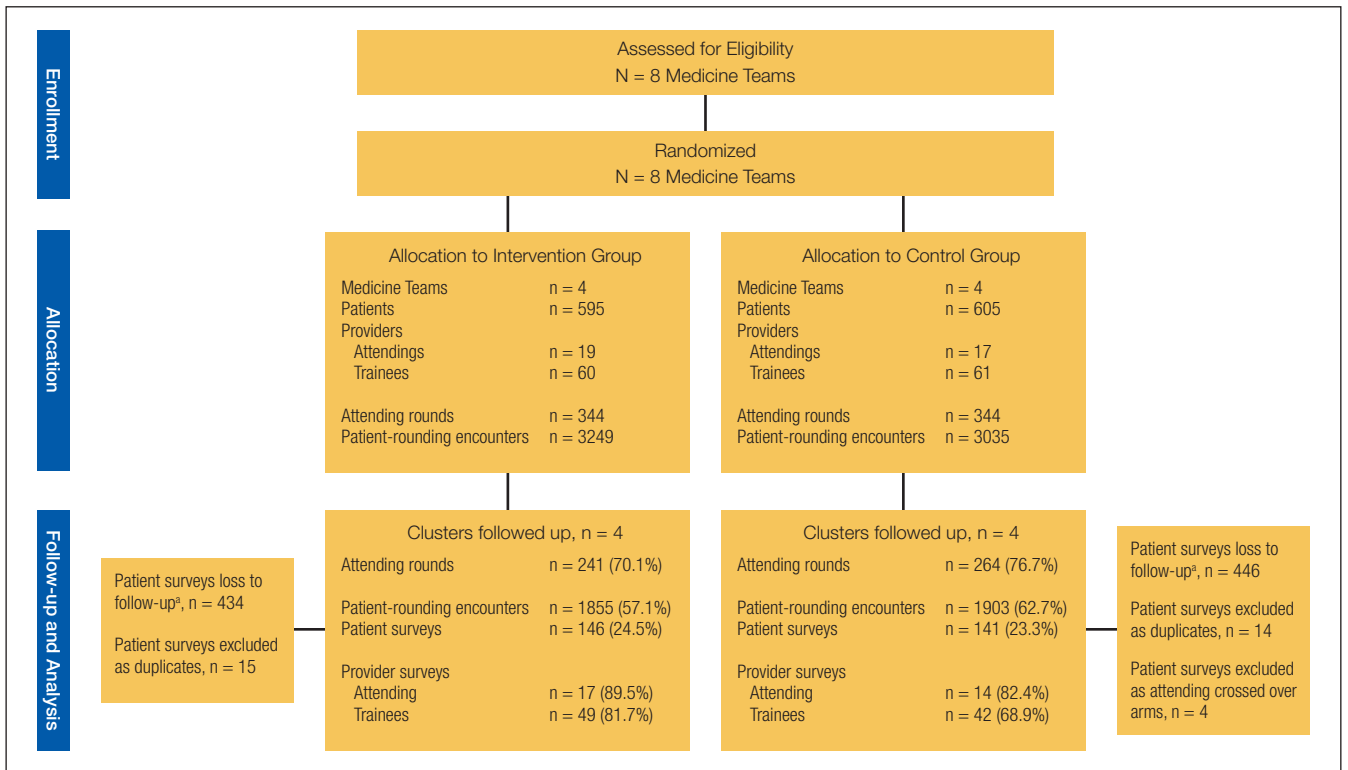 Enrollment
Assessed for Eligibility
N = 8 Medicine Teams
Randomized
N = 8 Medicine Teams
Allocation
Allocation to Intervention Group
Medicine Teams n = 4
Patients n = 595
Providers
Attendings n = 19
Trainees n = 60
Attending rounds n = 344
Patient-rounding encounters n = 3249
Allocation to Control Group
Medicine Teams n = 4
Patients n = 605
Providers
Attendings n = 17
Trainees n = 61
Attending rounds n = 344
Patient-rounding encounters n = 3035
Follow-up and Analysis
Patient surveys loss to
follow-upª, n = 434
Patient surveys excluded
as duplicates, n = 15
Clusters followed up, n = 4
Attending rounds n = 241 (70.1%)
Patient-rounding encounters n = 1855 (57.1%)
Patient surveys n = 146 (24.5%)
Provider surveys
Attending n = 17 (89.5%)
Trainees n = 49 (81.7%)
Clusters followed up, n = 4
Attending rounds n = 264 (76.7%)
Patient-rounding encounters n = 1903 (62.7%)
Patient surveys n = 141 (23.3%)
Provider surveys
Attending n = 14 (82.4%)
Trainees n = 42 (68.9%)
Patient surveys loss to
follow-upª, n = 446
Patient surveys excluded
as duplicates, n = 14
Patient surveys excluded
as attending crossed over
arms, n = 4